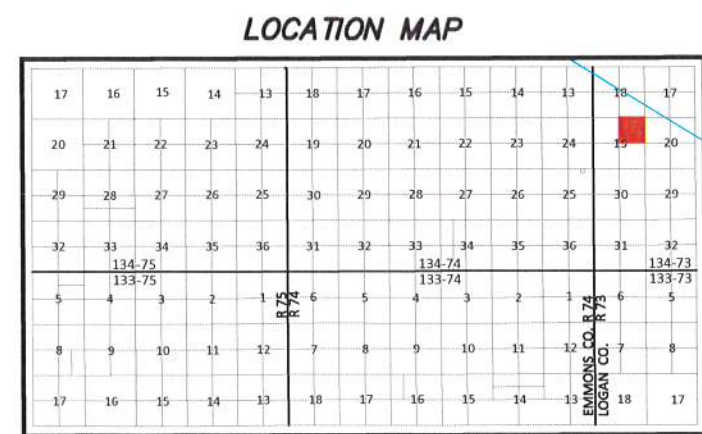 LOCATION MAP
17 16 15 14 13 18 17 16 15 14 13 18 17
20 21 22 23 24 19 20 21 22 23 24 19 20
29 28 27 26 25 30 29 28 27 26 25 30 29
32 33 34 35 36 31 32 33 34 35 36 31 32
134-75 134-74 134-73
133-75 133-74 133-73
5 4 3 2 1 6 5 4 3 2 1 6 5
R 75
R 74
8 9 10 11 12 7 8 9 10 11 12 7 8
EMMONS CO. R 74
LOGAN CO. R 73
17 16 15 14 13 18 17 16 15 14 13 18 17